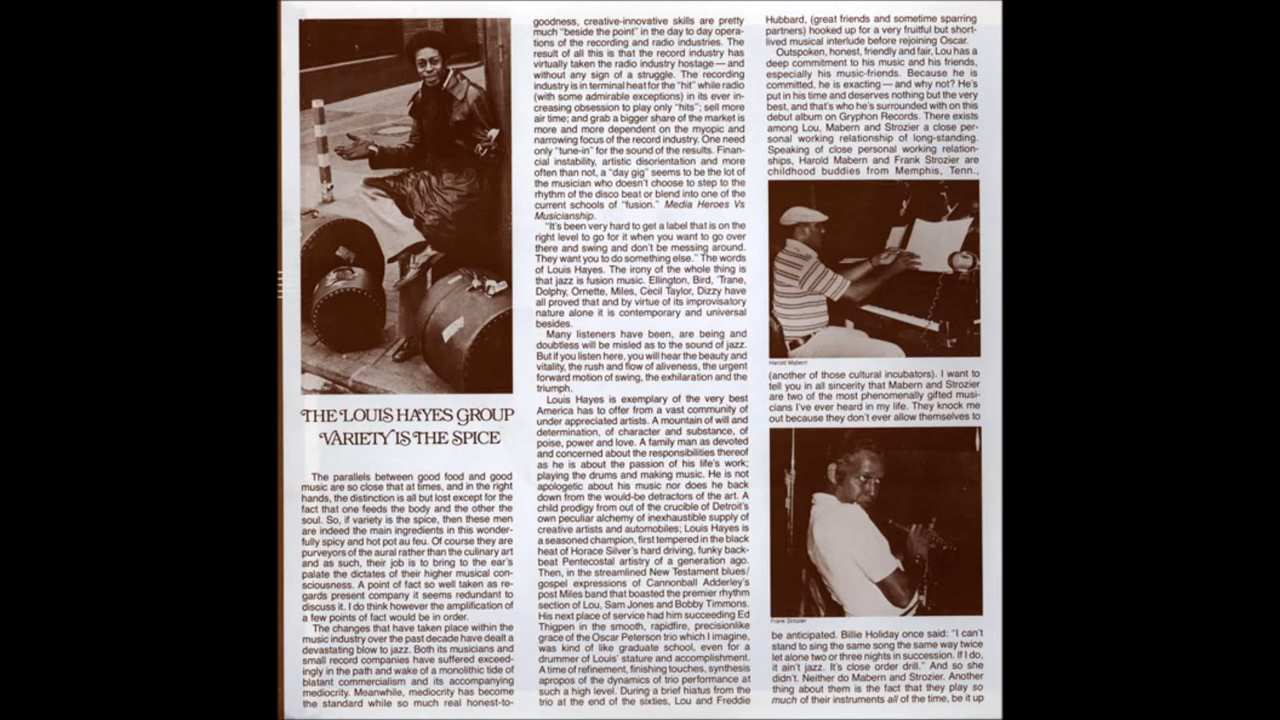 THE LOUIS HAYES GROUP
VARIETY IS THE SPICE
The parallels between good food and good
music are so close that at times, and in the right
hands, the distinction is all but lost except for the
fact that one feeds the body and the other the
soul. So, if variety is the spice, then these men
are indeed the main ingredients in this wonder-
fully spicy and hot pot au feu. Of course they are
purveyors of the aural rather than the culinary art
and as such, their job is to bring to the ear's
palate the dictates of their higher musical con-
sciousness. A point of fact so well taken as re-
gards present company it seems redundant to
discuss it. I do think however the amplification of
a few points of fact would be in order.
The changes that have taken place within the
music industry over the past decade have dealt a
devastating blow to jazz. Both its musicians and
small record companies have suffered exceed-
ingly in the path and wake of a monolithic tide of
blatant commercialism and its accompanying
mediocrity. Meanwhile, mediocrity has become
the standard while so much real honest-to-
goodness, creative-innovative skills are pretty
much "beside the point" in the day to day opera-
tions of the recording and radio industries. The
result of all this is that the record industry has
virtually taken the radio industry hostage—and
without any sign of a struggle. The recording
industry is in terminal heat for the "hit" while radio
(with some admirable exceptions) in its ever in-
creasing obsession to play only "hits"; sell more
air time; and grab a bigger share of the market is
more and more dependent on the myopic and
narrowing focus of the record industry. One need
only "tune-in" for the sound of the results. Finan-
cial instability, artistic disorientation and more
often than not, a "day gig" seems to be the lot of
the musician who doesn't choose to step to the
rhythm of the disco beat or blend into one of the
current schools of "fusion." Media Heroes Vs
Musicianship.
"It's been very hard to get a label that is on the
right level to go for it when you want to go over
there and swing and don't be messing around.
They want you to do something else." The words
of Louis Hayes. The irony of the whole thing is
that jazz is fusion music. Ellington, Bird, 'Trane,
Dolphy, Ornette, Miles, Cecil Taylor, Dizzy have
all proved that and by virtue of its improvisatory
nature alone it is contemporary and universal
besides.
Many listeners have been, are being and
doubtless will be misled as to the sound of jazz.
But if you listen here, you will hear the beauty and
vitality, the rush and flow of aliveness, the urgent
forward motion of swing, the exhilaration and the
triumph.
Louis Hayes is exemplary of the very best
America has to offer from a vast community of
under appreciated artists. A mountain of will and
determination, of character and substance, of
poise, power and love. A family man as devoted
and concerned about the responsibilities thereof
as he is about the passion of his life's work;
playing the drums and making music. He is not
apologetic about his music nor does he back
down from the would-be detractors of the art. A
child prodigy from out of the crucible of Detroit's
own peculiar alchemy of inexhaustible supply of
creative artists and automobiles; Louis Hayes is
a seasoned champion, first tempered in the black
heat of Horace Silver's hard driving, funky back-
beat Pentecostal artistry of a generation ago.
Then, in the streamlined New Testament blues/
gospel expressions of Cannonball Adderley's
post Miles band that boasted the premier rhythm
section of Lou, Sam Jones and Bobby Timmons.
His next place of service had him succeeding Ed
Thigpen in the smooth, rapidfire, precisionlike
grace of the Oscar Peterson trio which I imagine,
was kind of like graduate school, even for a
drummer of Louis' stature and accomplishment.
A time of refinement, finishing touches, synthesis
apropos of the dynamics of trio performance at
such a high level. During a brief hiatus from the
trio at the end of the sixties, Lou and Freddie
Hubbard, (great friends and sometime sparring
partners) hooked up for a very fruitful but short-
lived musical interlude before rejoining Oscar.
Outspoken, honest, friendly and fair, Lou has a
deep commitment to his music and his friends,
especially his music-friends. Because he is
committed, he is exacting—and why not? He's
put in his time and deserves nothing but the very
best, and that's who he's surrounded with on this
debut album on Gryphon Records. There exists
among Lou, Mabern and Strozier a close per-
sonal working relationship of long-standing.
Speaking of close personal working relation-
ships, Harold Mabern and Frank Strozier are
childhood buddies from Memphis, Tenn.,
Harold Mabern
(another of those cultural incubators). I want to
tell you in all sincerity that Mabern and Strozier
are two of the most phenomenally gifted musi-
cians I've ever heard in my life. They knock me
out because they don't ever allow themselves to
Frank Strozier
be anticipated. Billie Holiday once said: "I can't
stand to sing the same song the same way twice
let alone two or three nights in succession. If I do,
it ain't jazz. It's close order drill." And so she
didn't. Neither do Mabern and Strozier. Another
thing about them is the fact that they play so
much of their instruments all of the time, be it up